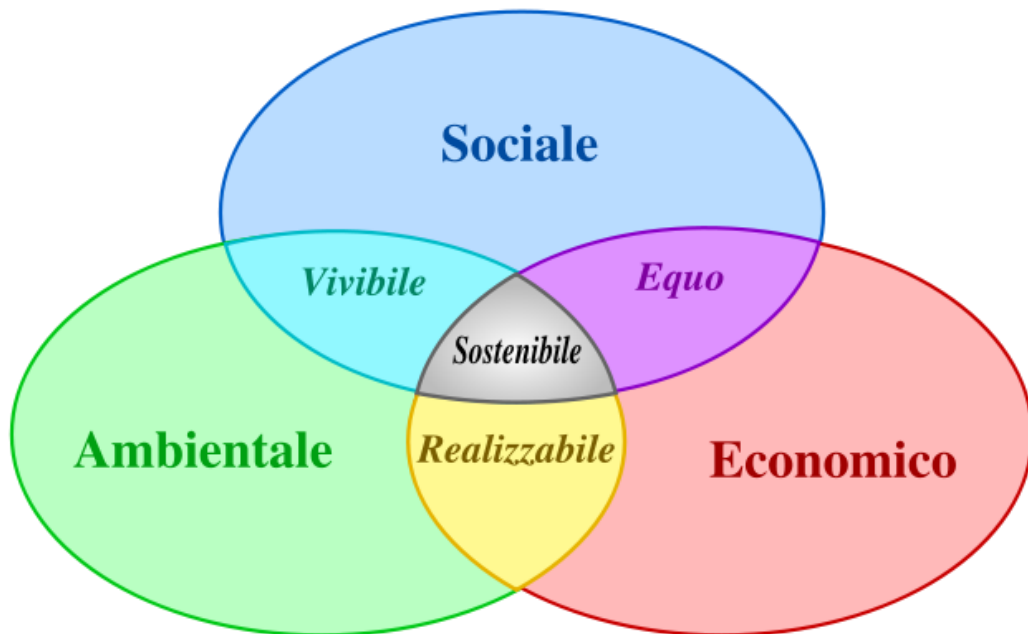 Sociale
Vivibile
Equo
Sostenibile
Ambientale
Realizzabile
Economico